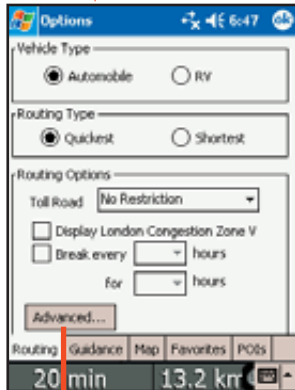 Options 6:47 ok
Vehicle Type
Automobile RV
Routing Type
Quickest Shortest
Routing Options
Toll Road No Restriction
Display London Congestion Zone V
Break every hours
for hours
Advanced...
Routing Guidance Map Favorites POIs
20 min 13.2 km